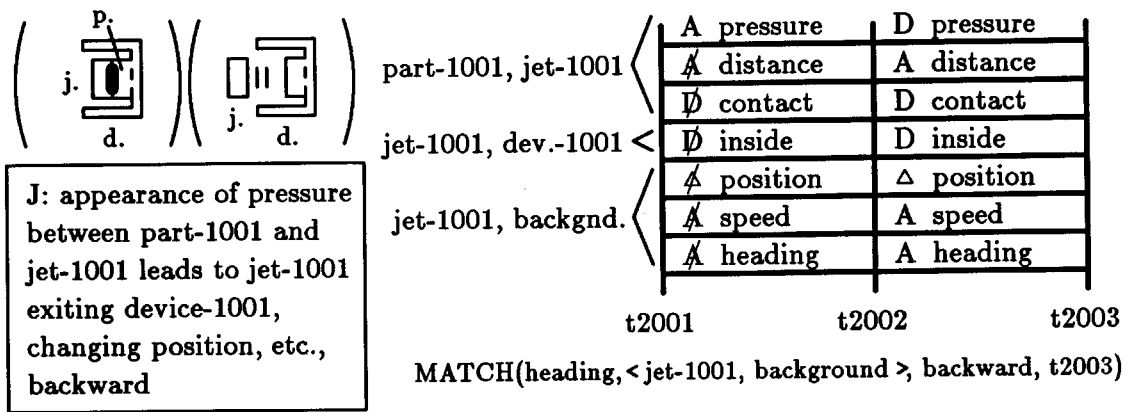 p.
j.
d.
j.
d.
J: appearance of pressure
between part-1001 and
jet-1001 leads to jet-1001
exiting device-1001,
changing position, etc.,
backward
part-1001, jet-1001
jet-1001, dev.-1001 <
jet-1001, backgnd.
A pressure D pressure
A̸ distance A distance
D̸ contact D contact
D̸ inside D inside
△̸ position △ position
A̸ speed A speed
A̸ heading A heading
t2001 t2002 t2003
MATCH(heading, < jet-1001, background >, backward, t2003)